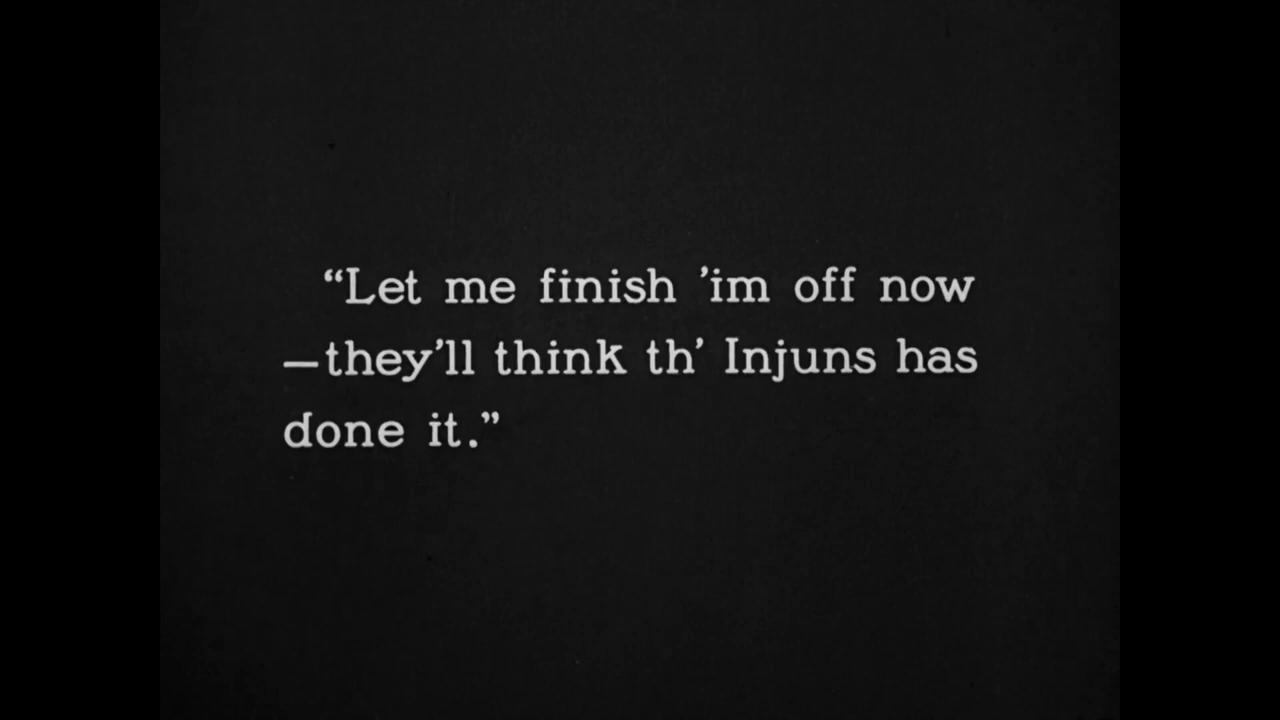 “Let me finish ’im off now
—they’ll think th’ Injuns has
done it.”